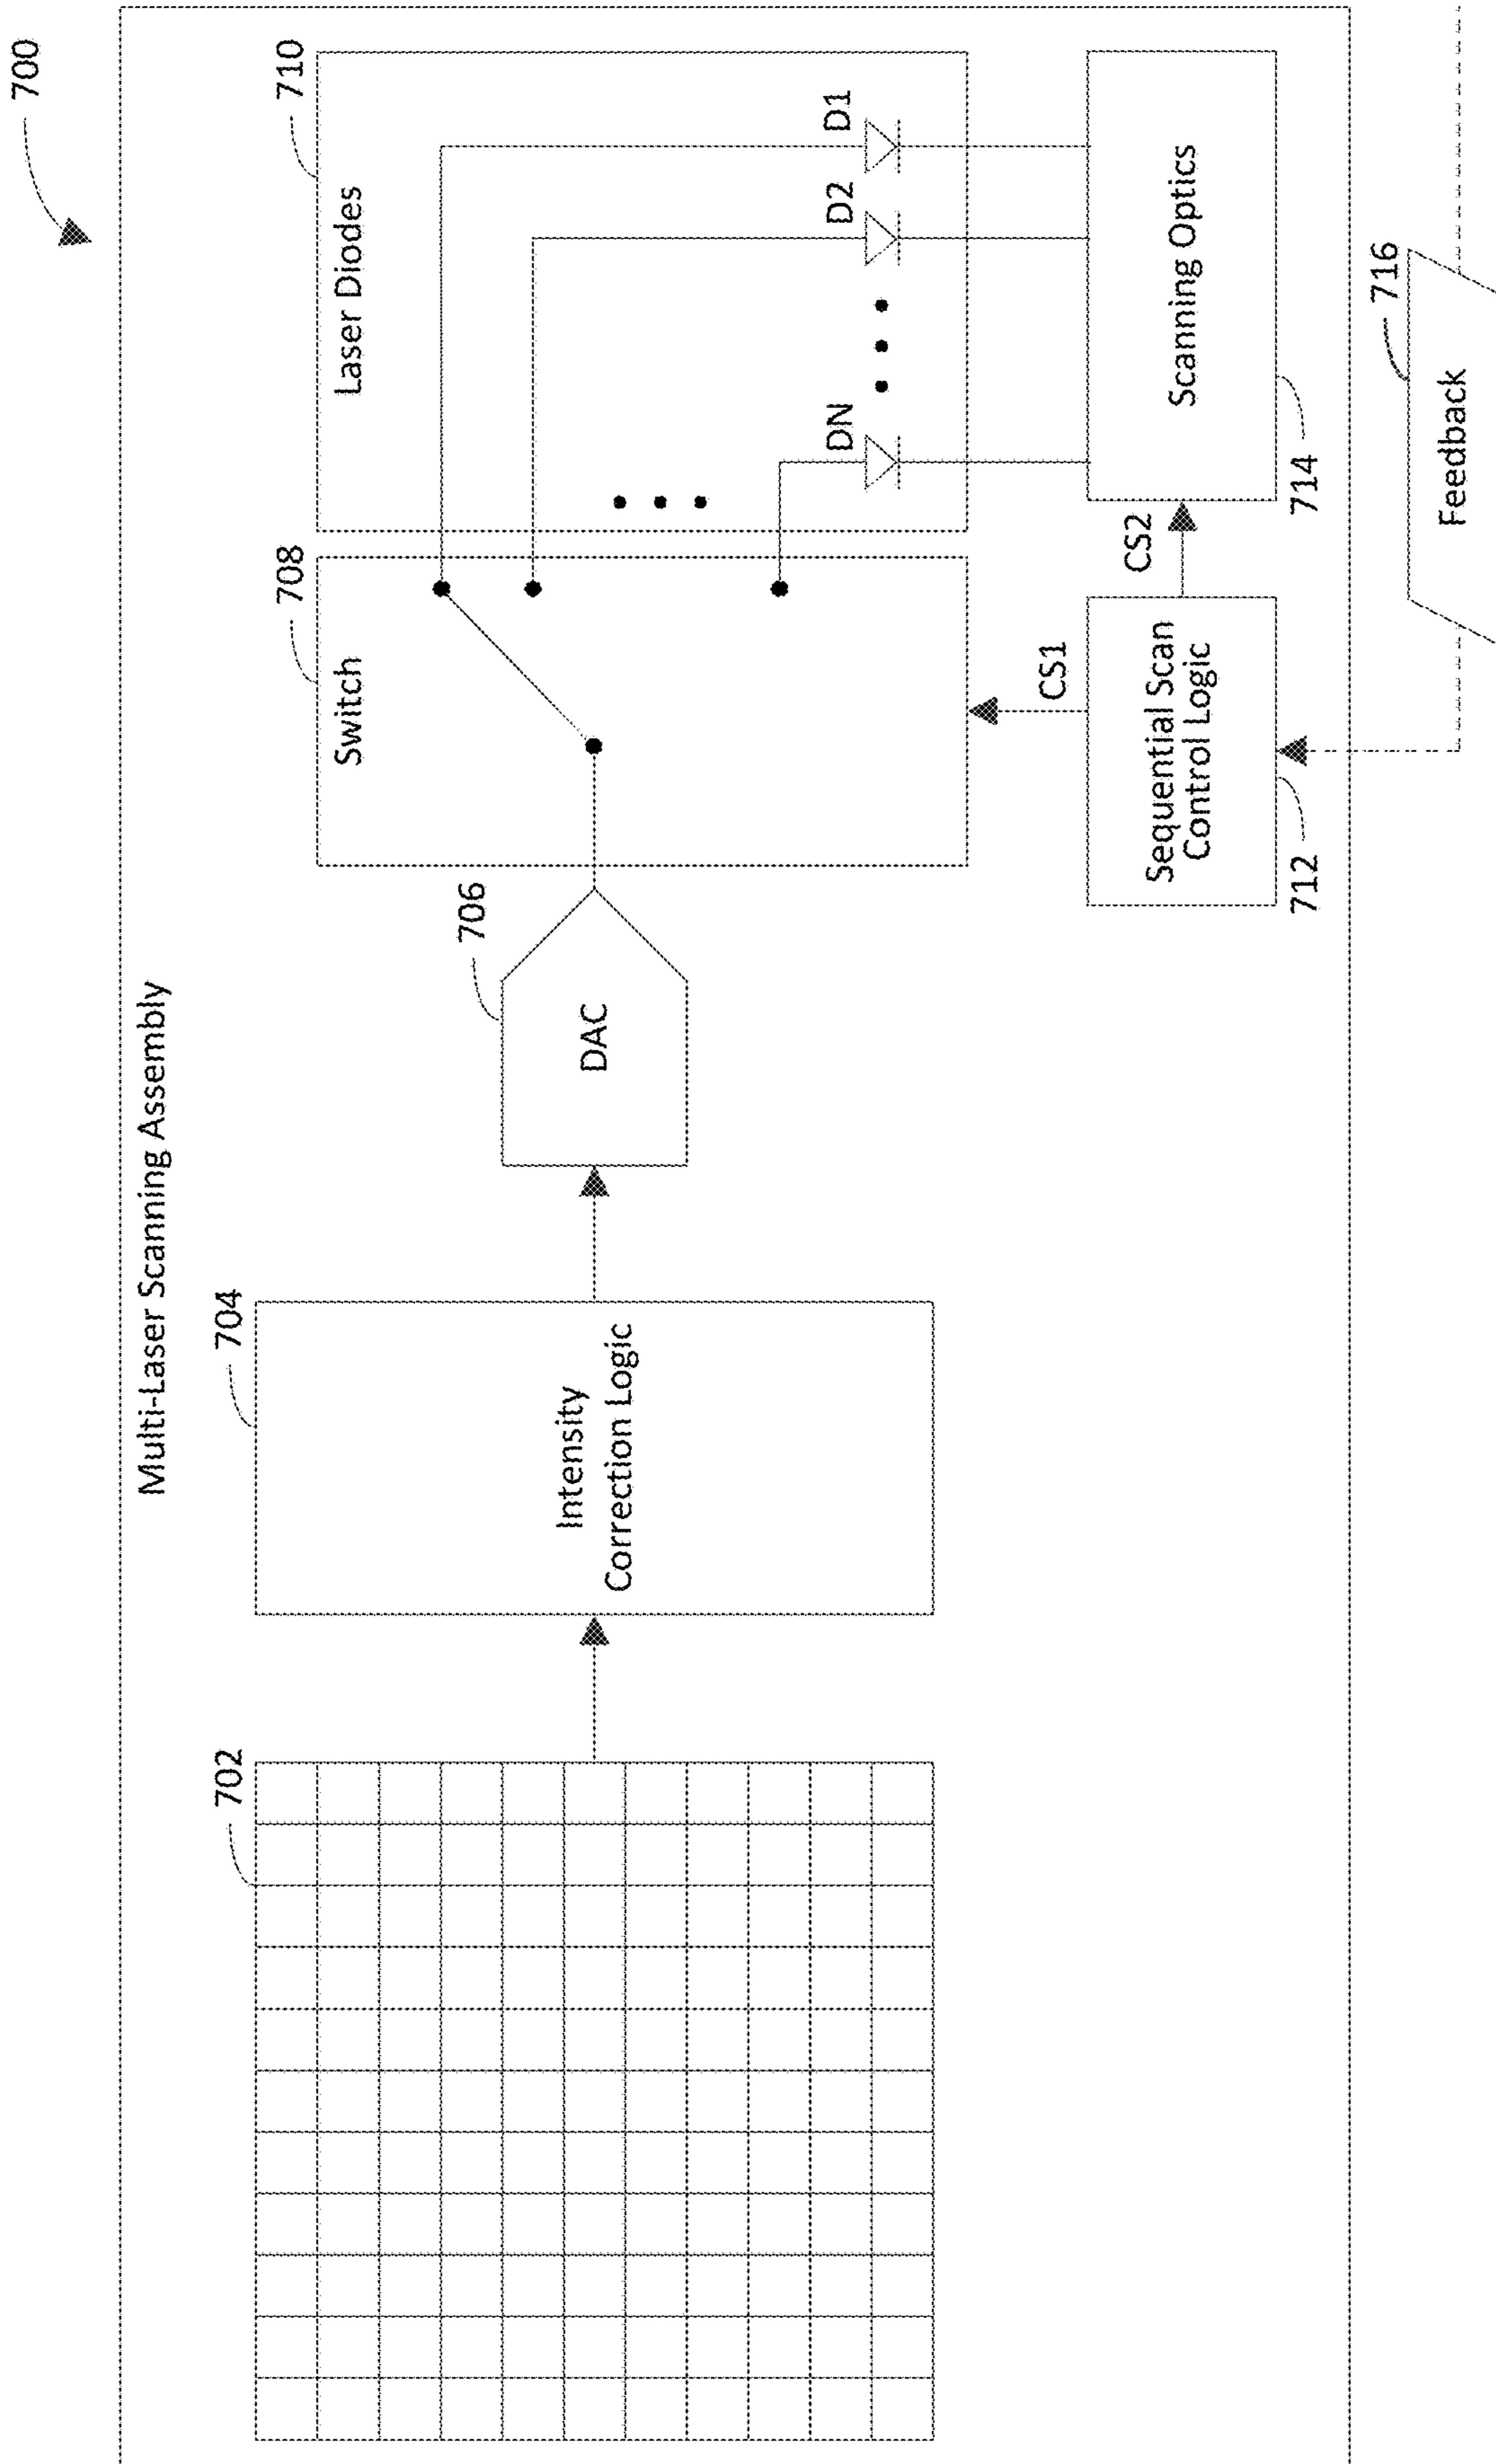 700
Multi-Laser Scanning Assembly
702
704
Intensity
Correction Logic
706
DAC
708
Switch
710
Laser Diodes
D1
D2
DN
CS1
Sequential Scan
Control Logic
712
CS2
Scanning Optics
714
716
Feedback